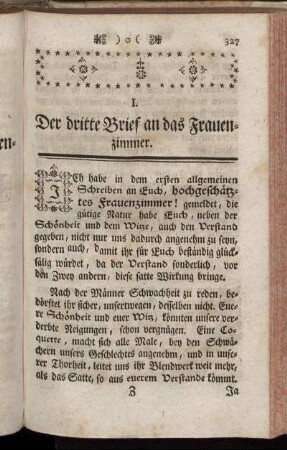 ) o ( 327
I.
Der dritte Brief an das Frauen-
zimmer.
ICh habe in dem ersten allgemeinen
Schreiben an Euch, hochgeschätz-
tes Frauenzimmer! gemeldet, die
gütige Natur habe Euch, neben der
Schönheit und dem Witze, auch den Verstand
gegeben, nicht nur uns dadurch angenehm zu seyn,
sondern auch, damit ihr für Euch beständig glück-
selig würdet, da der Verstand sonderlich, vor
den Zwey andern, diese satte Wirkung bringe.
Nach der Männer Schwachheit zu reden, be-
dörftet ihr sicher, unsertwegen, desselben nicht. Eu-
ere Schönheit und euer Witz, könnten unsere ver-
derbte Neigungen, schon vergnügen. Eine Co-
quette, macht sich alle Male, bey den Schwä-
chern unsers Geschlechtes angenehm, und in unse-
rer Thorheit, leitet uns ihr Blendwerk weit mehr,
als das Satte, so aus euerem Verstande kömmt.
Z Ja
en-